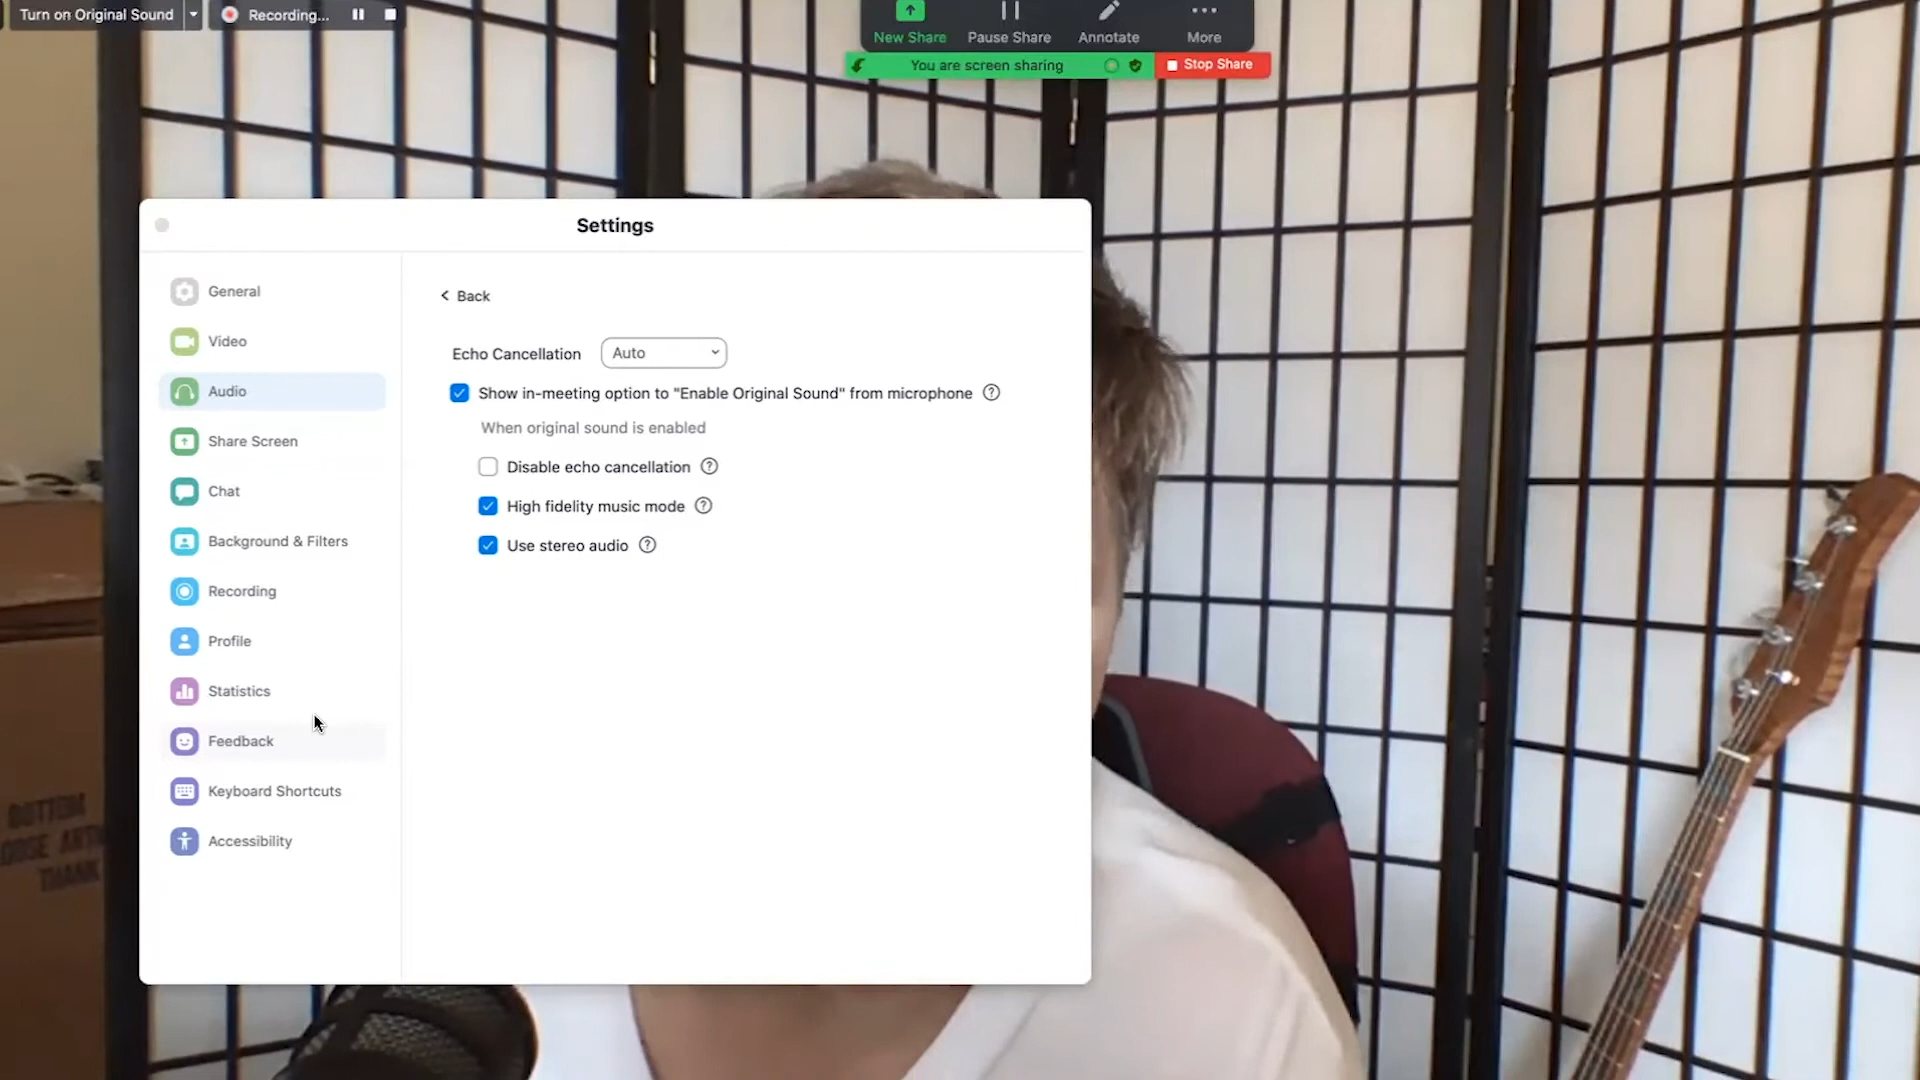 Turn on Original Sound
Recording...
New Share
Pause Share
Annotate
More
You are screen sharing
Stop Share
Settings
General
Video
Audio
Share Screen
Chat
Background & Filters
Recording
Profile
Statistics
Feedback
Keyboard Shortcuts
Accessibility
Back
Echo Cancellation
Auto
Show in-meeting option to "Enable Original Sound" from microphone
When original sound is enabled
Disable echo cancellation
High fidelity music mode
Use stereo audio
BOTTOM
THANK